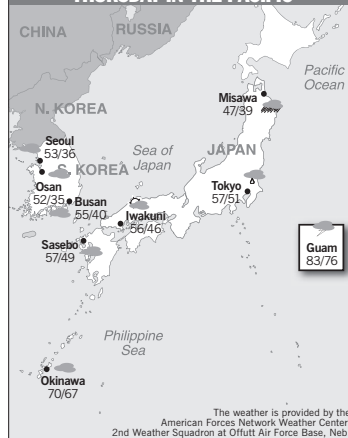 THURSDAY IN THE PACIFIC
CHINA
RUSSIA
Pacific
Ocean
N. KOREA
Misawa
47/39
Seoul
53/36
Sea of
Japan
JAPAN
S. KOREA
Osan
52/35
Tokyo
57/51
Busan
55/40
Iwakuni
56/46
Sasebo
57/49
Guam
83/76
Philippine
Sea
Okinawa
70/67
The weather is provided by the
American Forces Network Weather Center,
2nd Weather Squadron at Offutt Air Force Base, Neb.